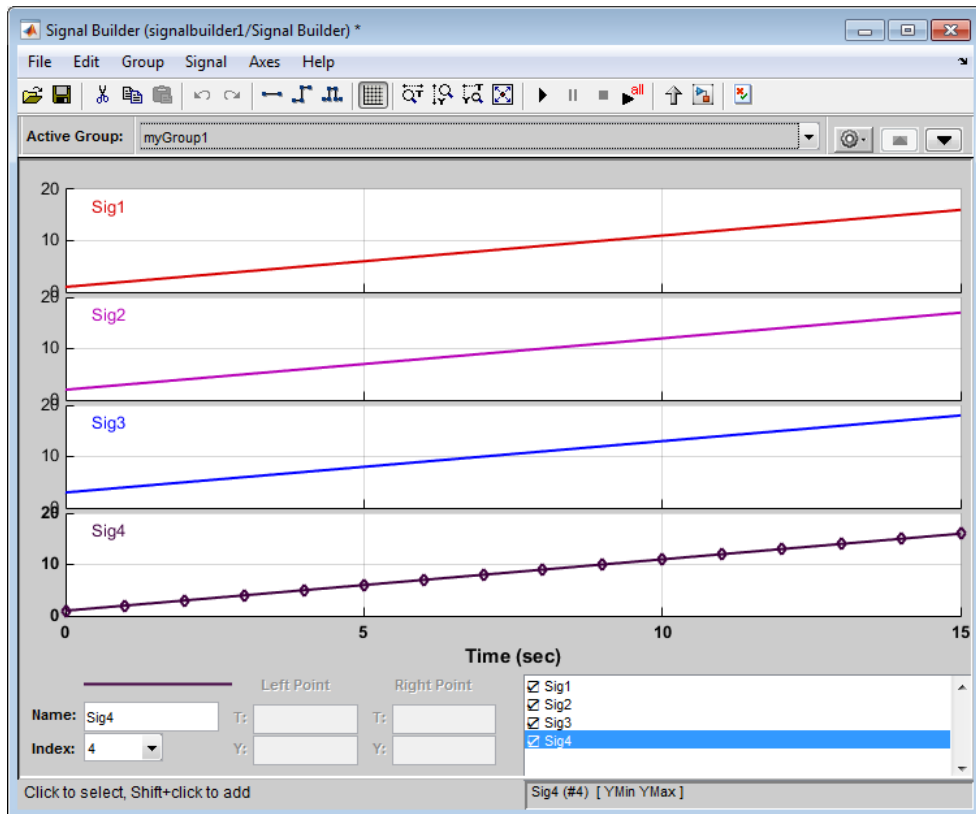 Signal Builder (signalbuilder1/Signal Builder) *
File Edit Group Signal Axes Help
all
Active Group: myGroup1
20
Sig1
10
0
20
Sig2
10
0
20
Sig3
10
0
20
Sig4
10
0
0 5 10 15
Time (sec)
Left Point Right Point
Name: Sig4 T: T:
Index: 4 Y: Y:
Sig1
Sig2
Sig3
Sig4
Click to select, Shift+click to add
Sig4 (#4) [ YMin YMax ]